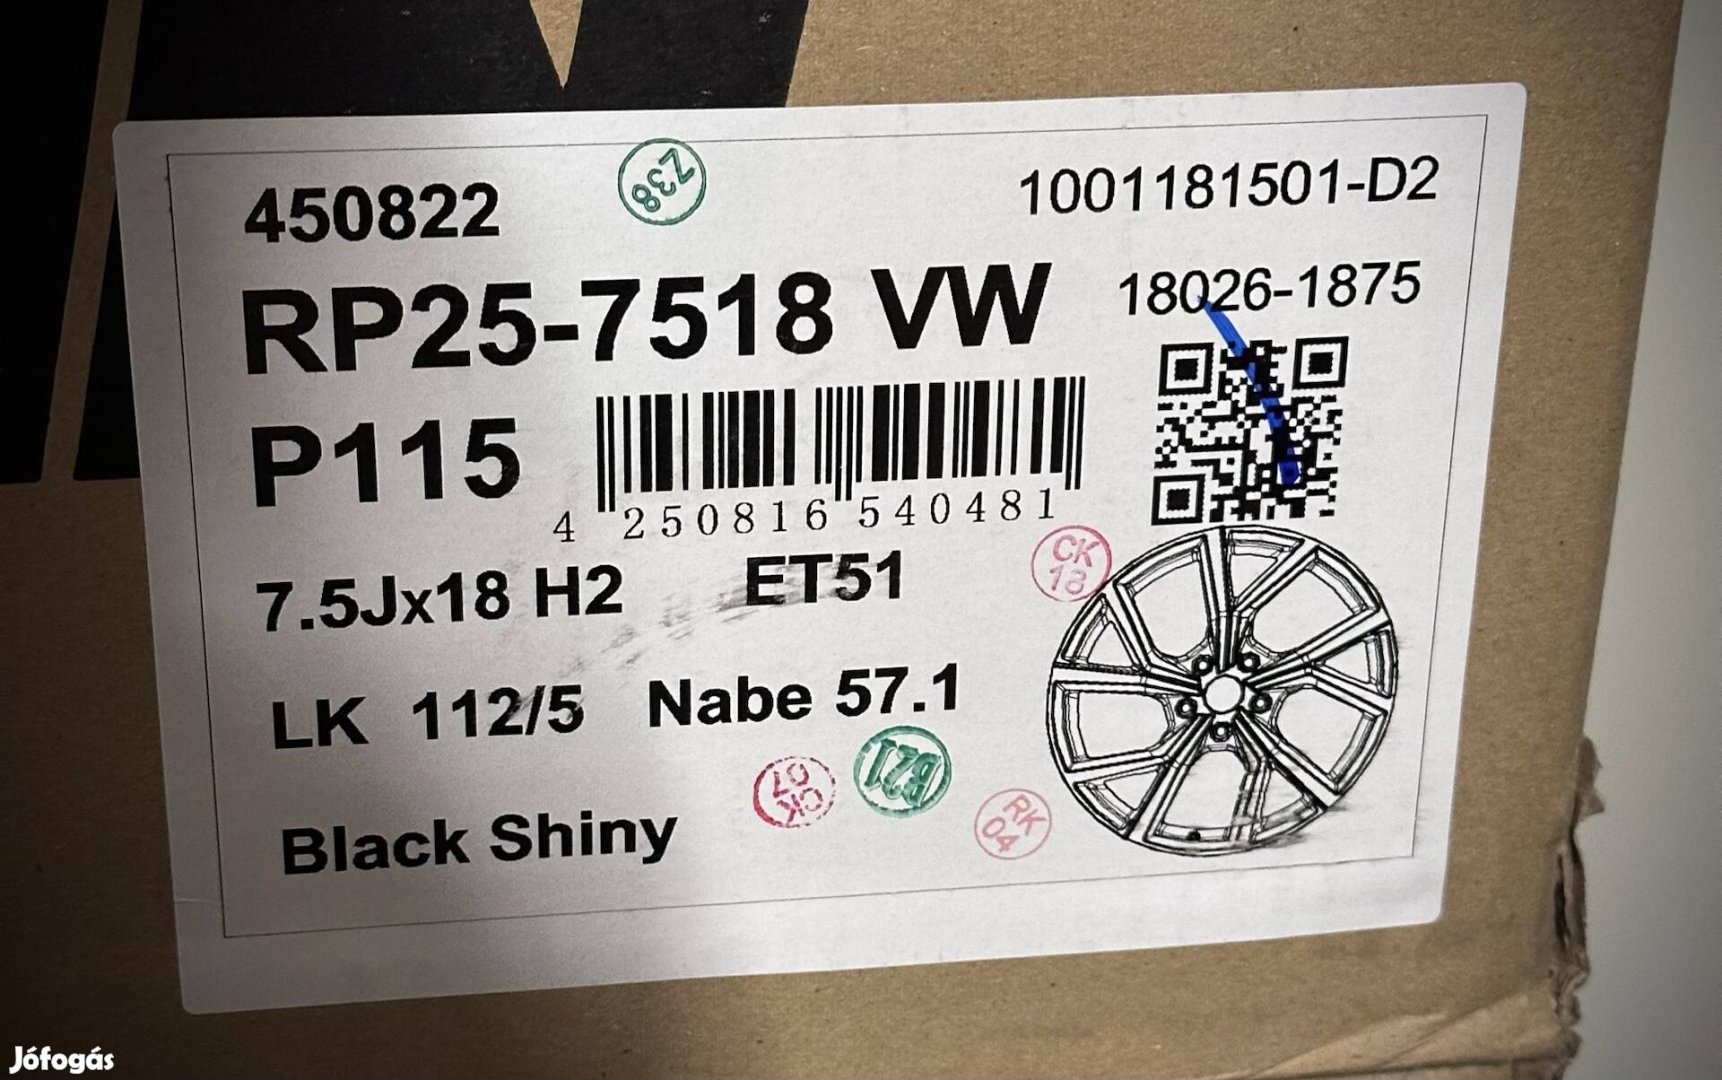 450822
Z38
1001181501-D2
RP25-7518 VW
18026-1875
P115
4 250816 540481
7.5Jx18 H2 ET51
CK
18
LK 112/5 Nabe 57.1
CK
07
B21
RK
04
Black Shiny
Jófogás